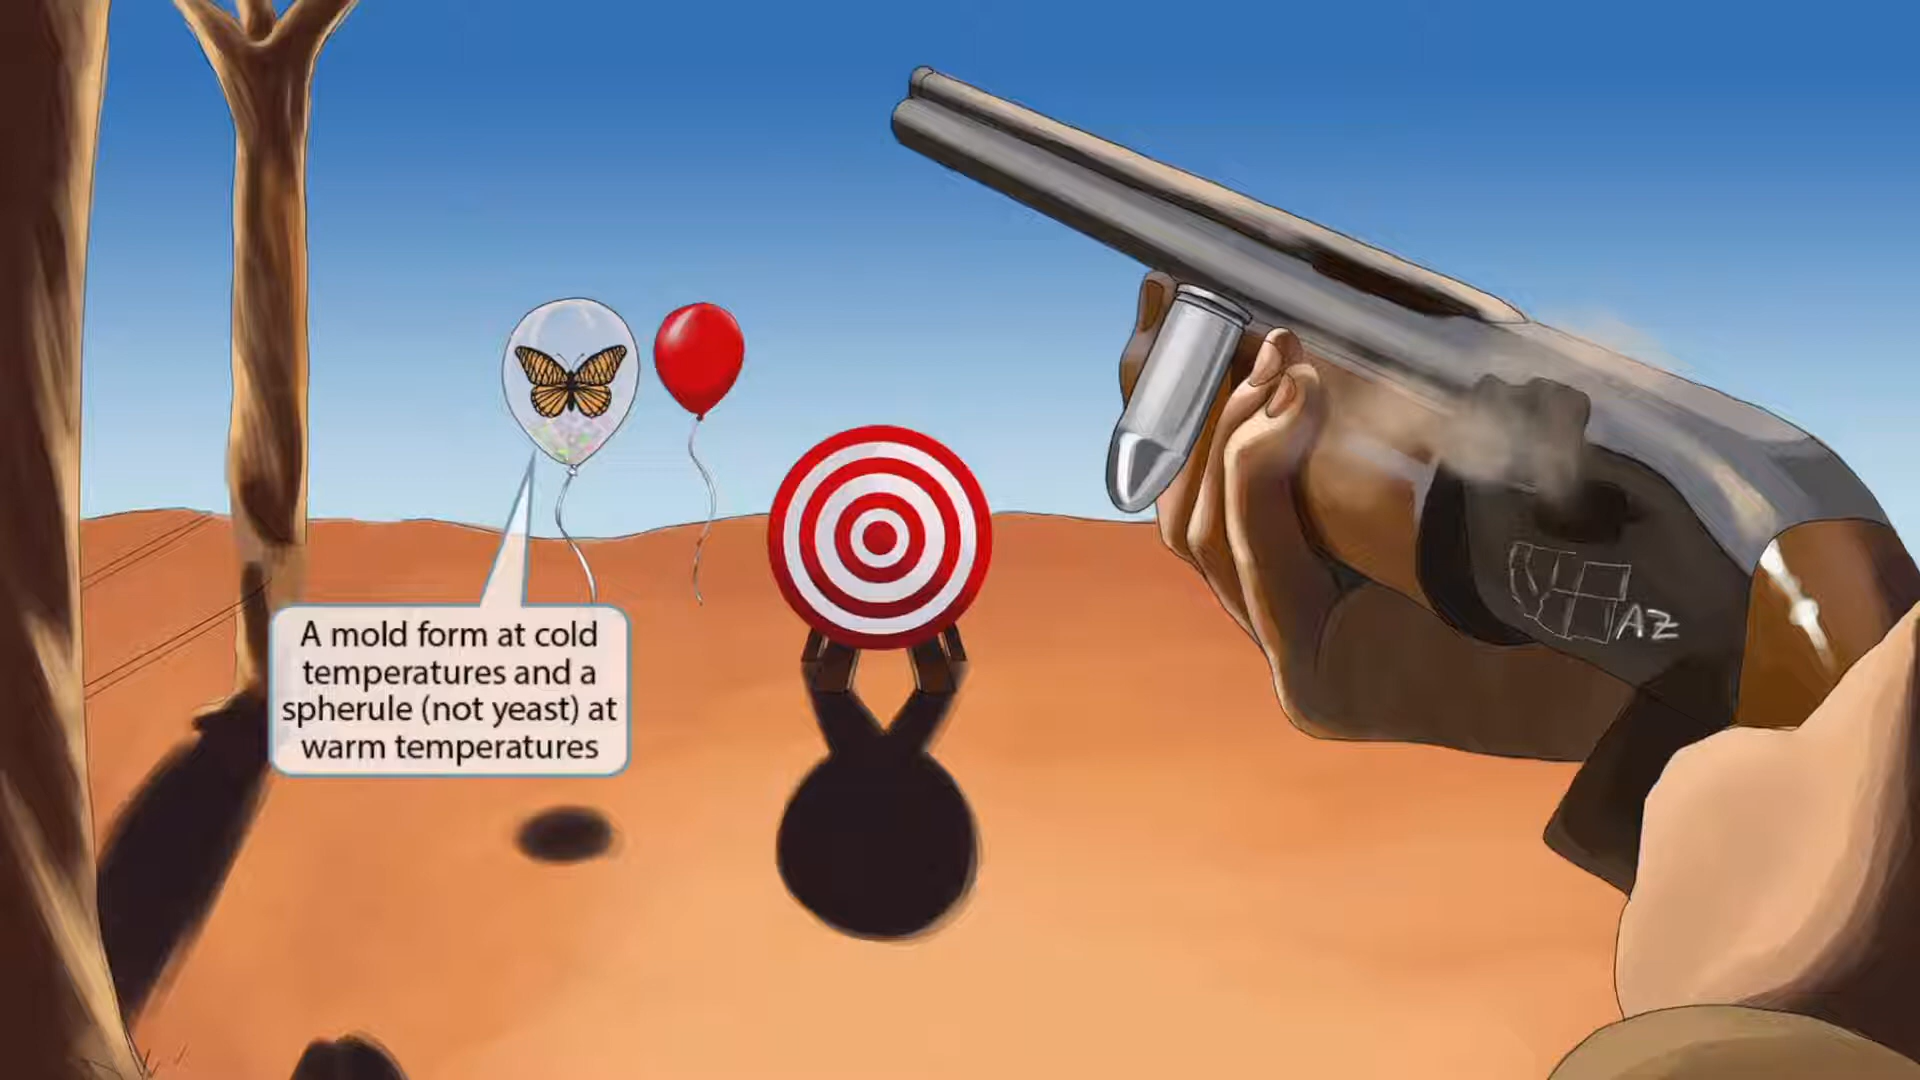 A mold form at cold
temperatures and a
spherule (not yeast) at
warm temperatures
AZ